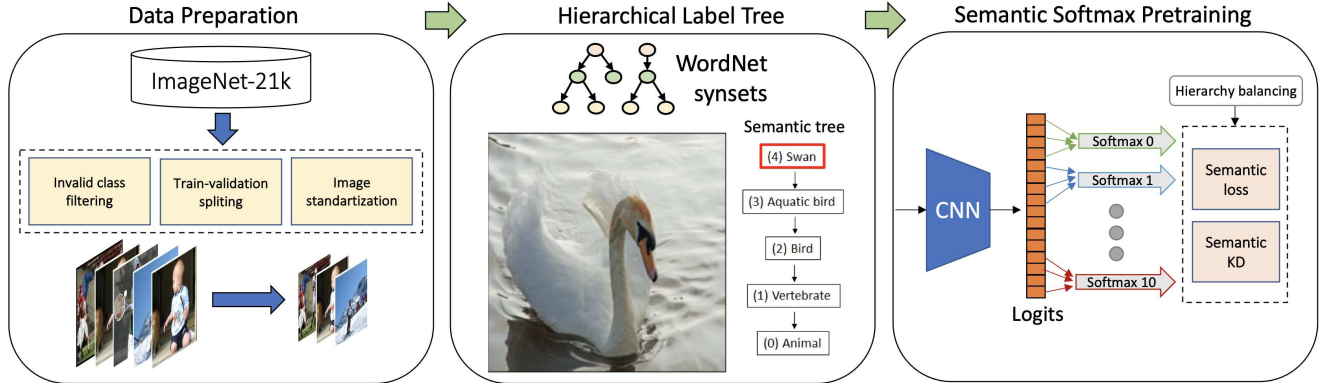 Data Preparation
Hierarchical Label Tree
Semantic Softmax Pretraining
ImageNet-21k
Invalid class
filtering
Train-validation
spliting
Image
standartization
WordNet
synsets
Semantic tree
(4) Swan
(3) Aquatic bird
(2) Bird
(1) Vertebrate
(0) Animal
CNN
Logits
Softmax 0
Softmax 1
Softmax 10
Hierarchy balancing
Semantic
loss
Semantic
KD